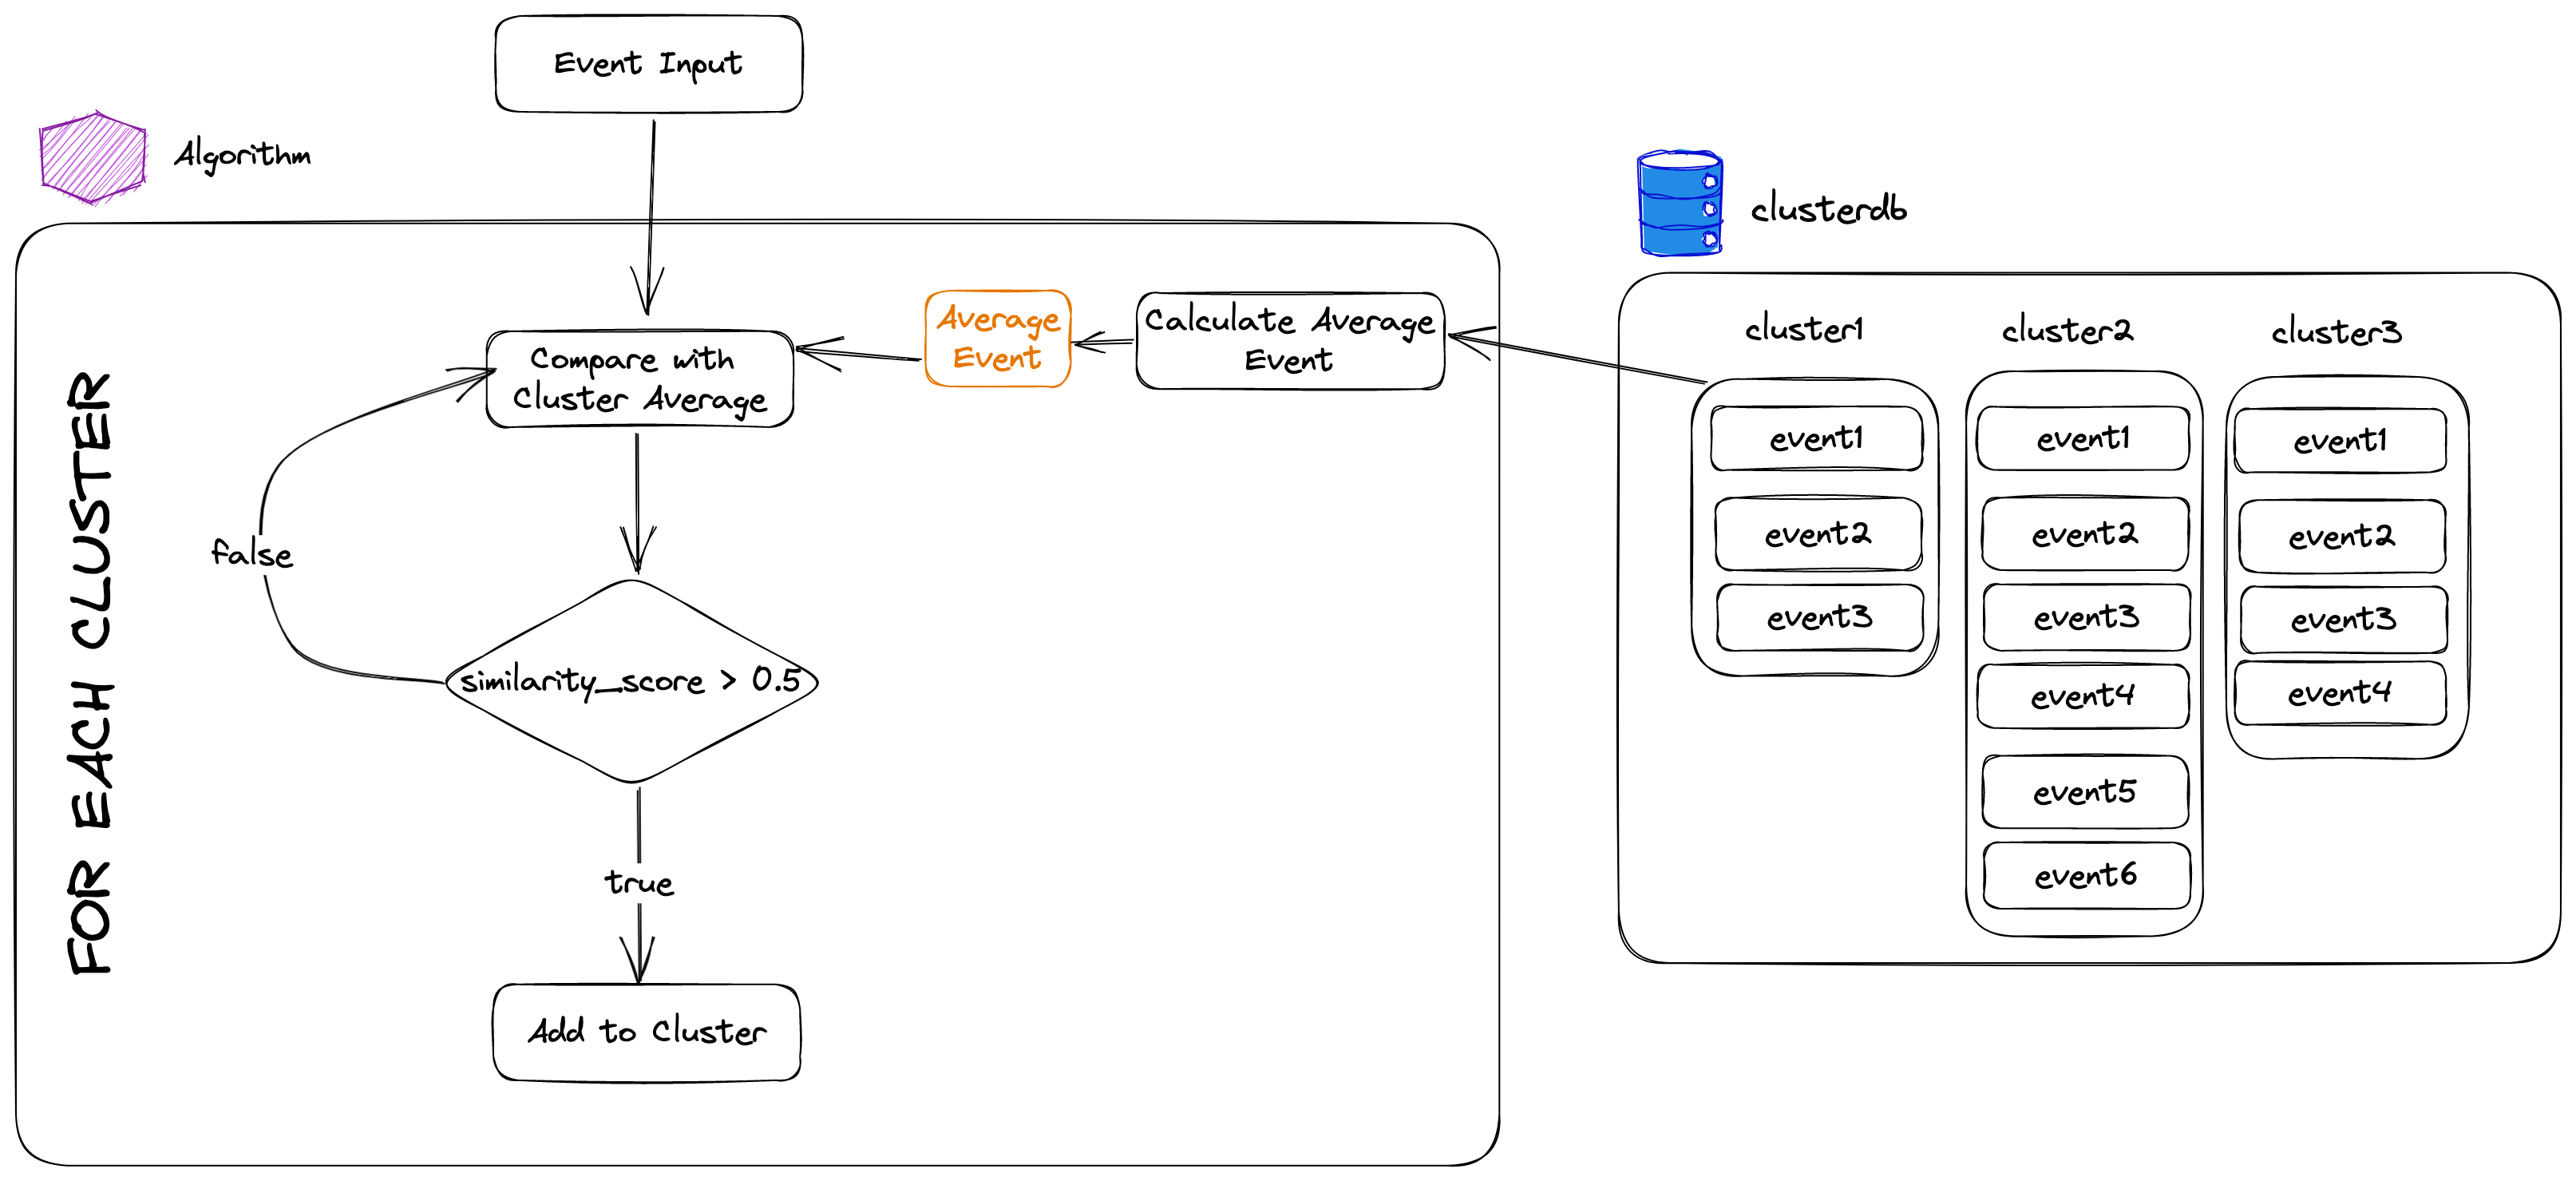 Event Input
Algorithm
clusterdb
FOR EACH CLUSTER
Compare with
Cluster Average
Average
Event
Calculate Average
Event
false
similarity_score > 0.5
true
Add to Cluster
cluster1
event1
event2
event3
cluster2
event1
event2
event3
event4
event5
event6
cluster3
event1
event2
event3
event4